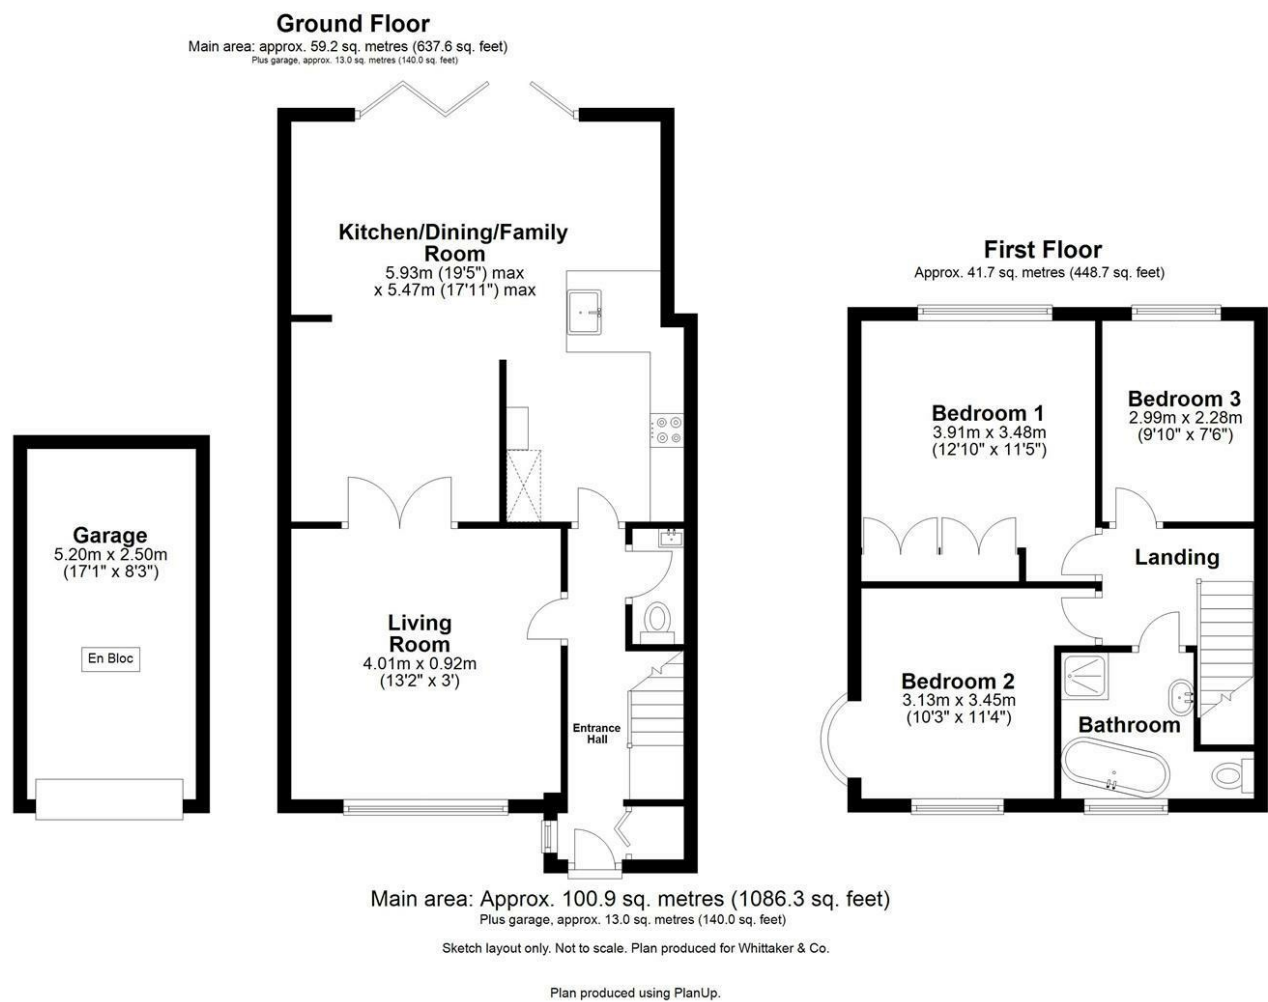 Ground Floor
Main area: approx. 59.2 sq. metres (637.6 sq. feet)
Plus garage, approx. 13.0 sq. metres (140.0 sq. feet)
Kitchen/Dining/Family
Room
5.93m (19'5") max
x 5.47m (17'11") max
First Floor
Approx. 41.7 sq. metres (448.7 sq. feet)
Bedroom 1
3.91m x 3.48m
(12'10" x 11'5")
Bedroom 3
2.99m x 2.28m
(9'10" x 7'6")
Garage
5.20m x 2.50m
(17'1" x 8'3")
En Bloc
Landing
Living
Room
4.01m x 0.92m
(13'2" x 3')
Entrance
Hall
Bedroom 2
3.13m x 3.45m
(10'3" x 11'4")
Bathroom
Main area: Approx. 100.9 sq. metres (1086.3 sq. feet)
Plus garage, approx. 13.0 sq. metres (140.0 sq. feet)
Sketch layout only. Not to scale. Plan produced for Whittaker & Co.
Plan produced using PlanUp.